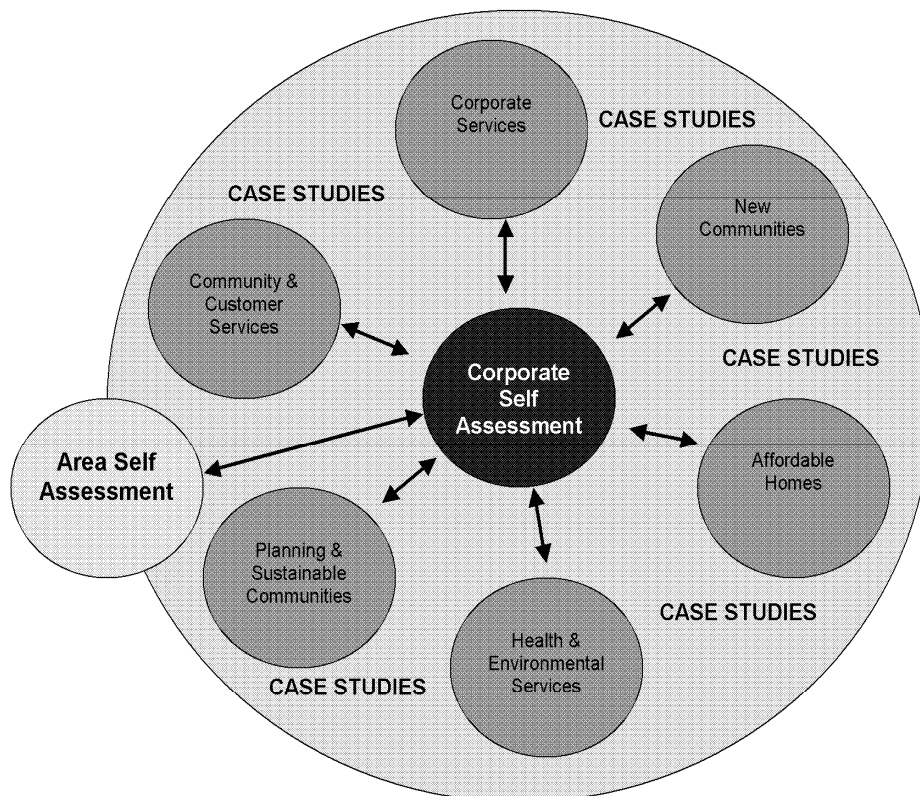 Corporate
Services
CASE STUDIES
CASE STUDIES
New
Communities
Community &
Customer
Services
CASE STUDIES
Corporate
Self
Assessment
Area Self
Assessment
Affordable
Homes
Planning &
Sustainable
Communities
CASE STUDIES
Health &
Environmental
Services
CASE STUDIES